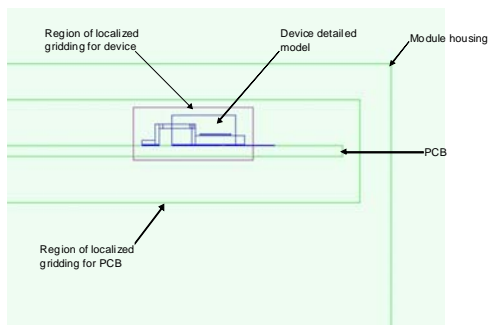 Region of localized
gridding for device
Device detailed
model
Module housing
PCB
Region of localized
gridding for PCB